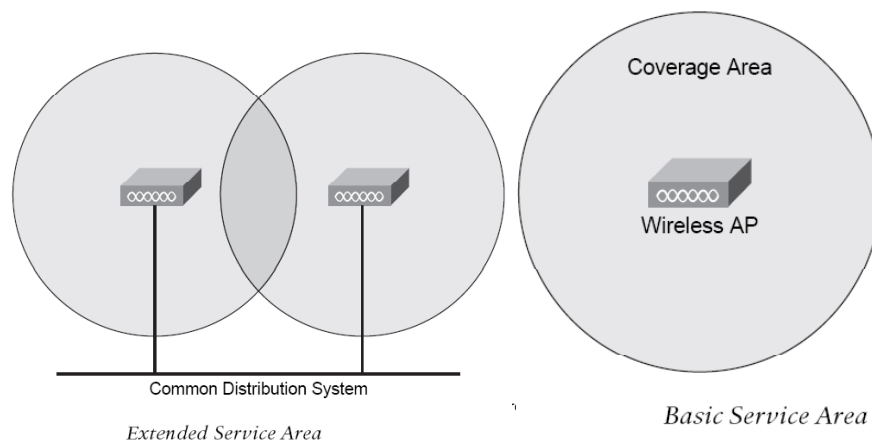 Common Distribution System
Extended Service Area
Coverage Area
Wireless AP
Basic Service Area